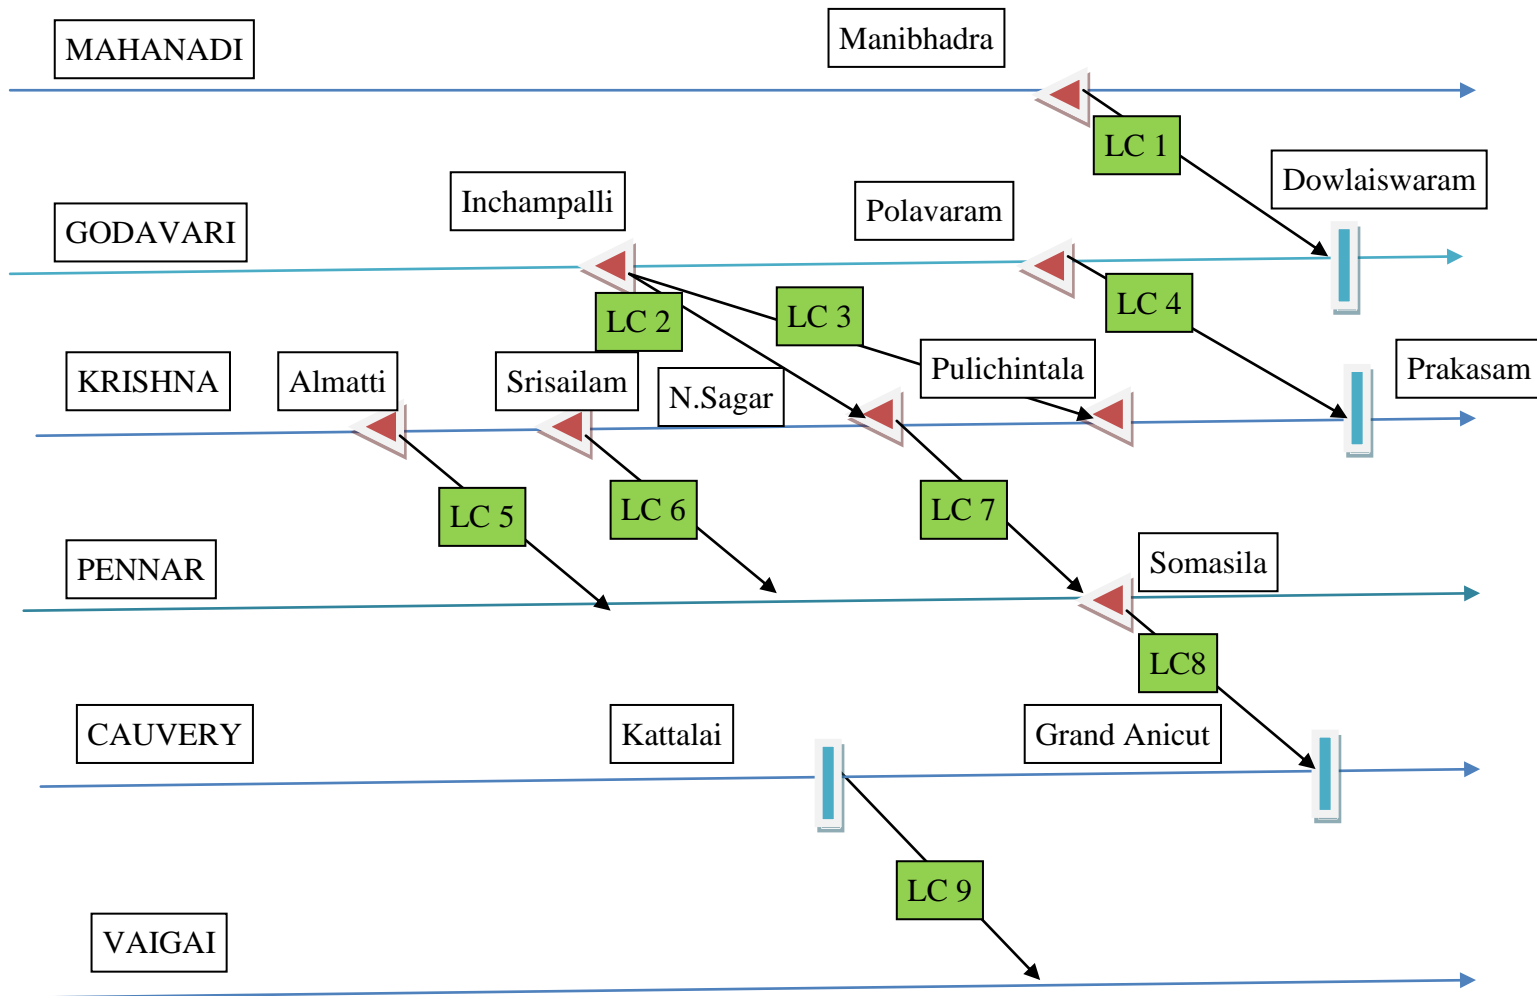 MAHANADI
Manibhadra
LC 1
Inchampalli
Polavaram
Dowlaiswaram
GODAVARI
LC 2
LC 3
LC 4
KRISHNA
Almatti
Srisailam
N.Sagar
Pulichintala
Prakasam
LC 5
LC 6
LC 7
PENNAR
Somasila
LC8
CAUVERY
Kattalai
Grand Anicut
LC 9
VAIGAI